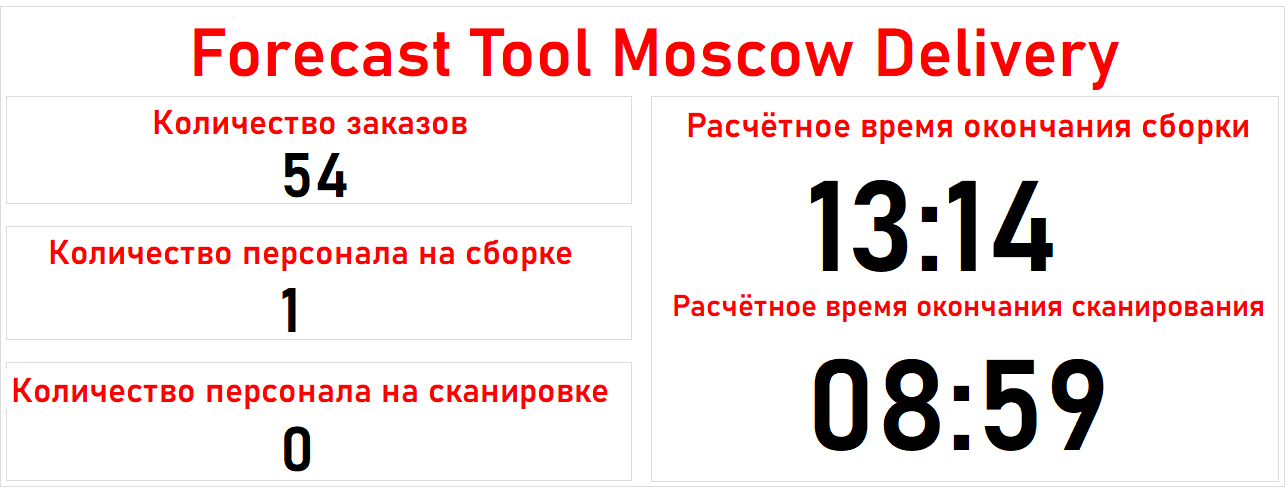 Forecast Tool Moscow Delivery
Количество заказов
54
Количество персонала на сборке
1
Количество персонала на сканировке
0
Расчётное время окончания сборки
13:14
Расчётное время окончания сканирования
08:59